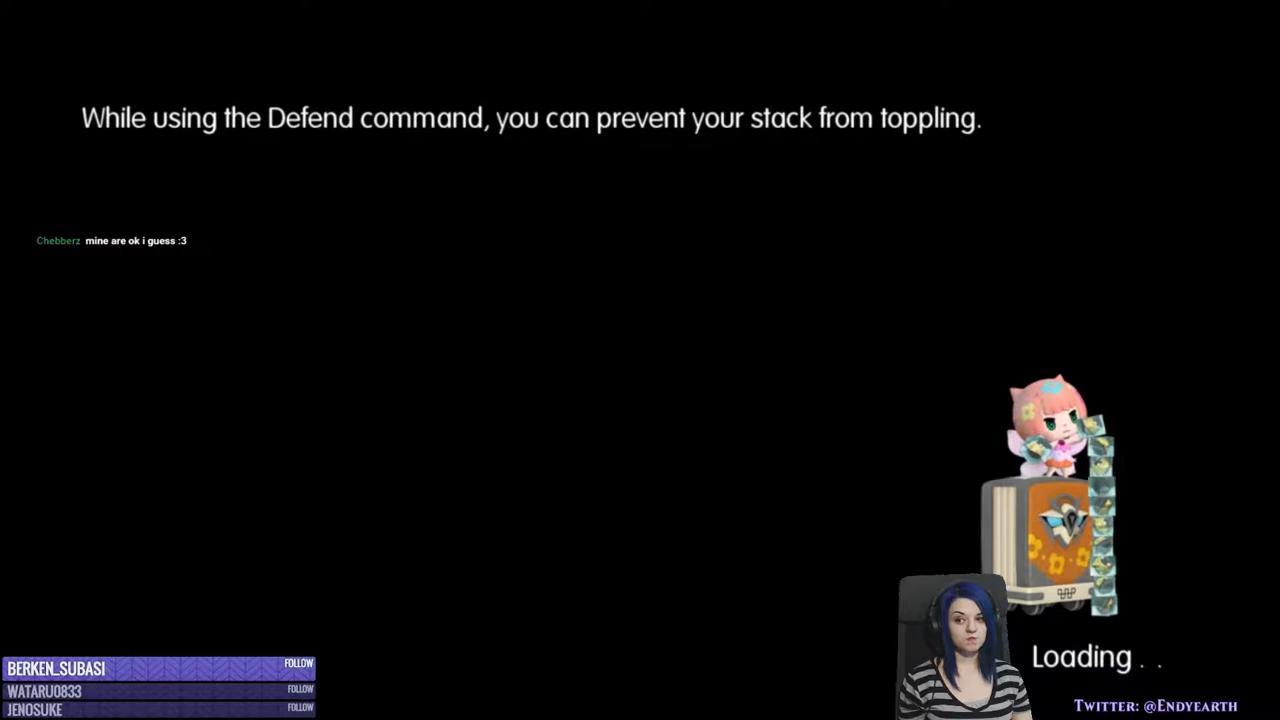 While using the Defend command, you can prevent your stack from toppling.
Chebberz mine are ok i guess :3
BERKEN_SUBASI FOLLOW
WATARU0833 FOLLOW
JENOSUKE FOLLOW
Loading . .
Twitter: @Endyearth